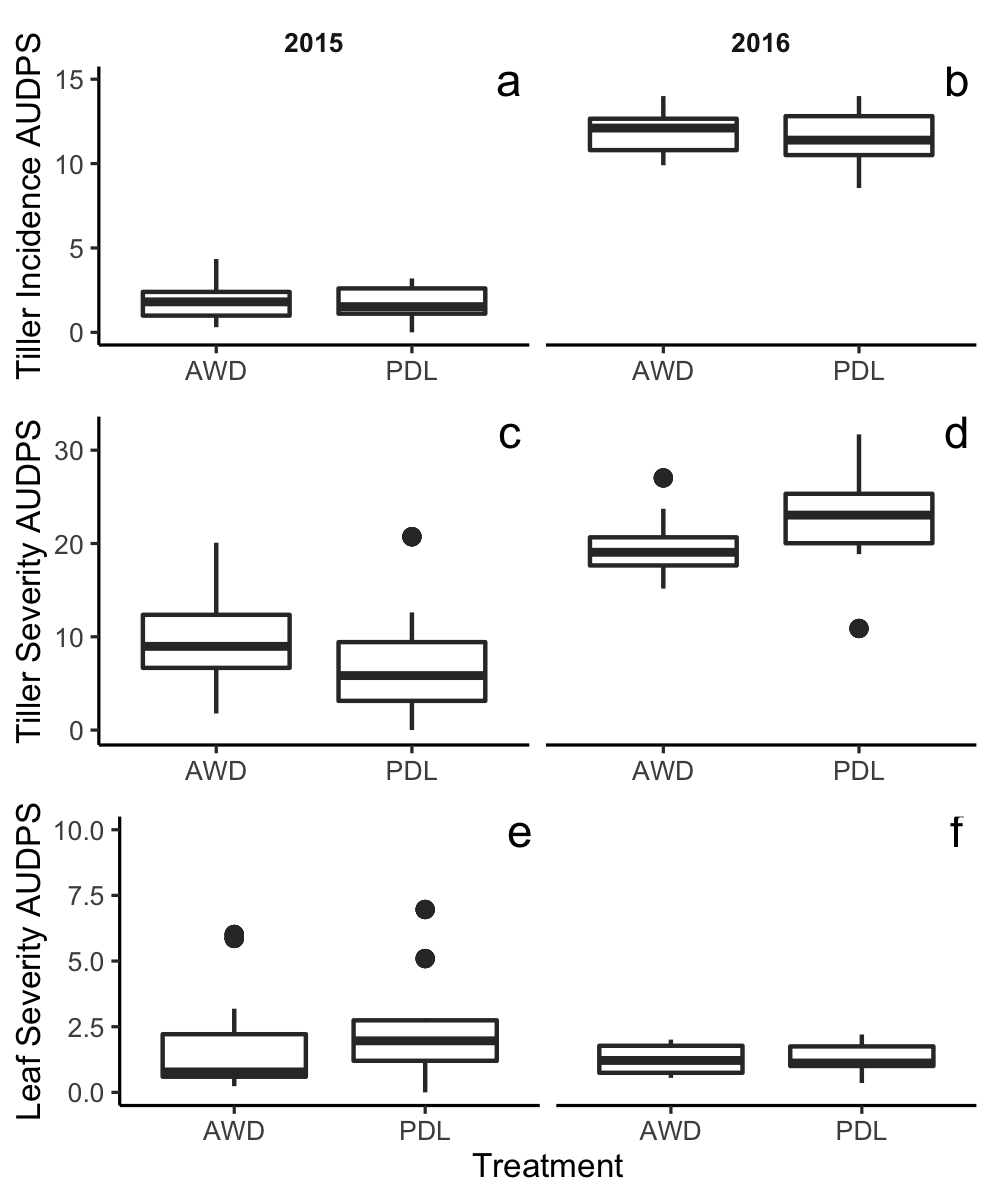 2015 2016
Tiller Incidence AUDPS
a
b
15
10
5
0
AWD PDL AWD PDL
Tiller Severity AUDPS
c
d
30
20
10
0
AWD PDL AWD PDL
Leaf Severity AUDPS
e
f
10.0
7.5
5.0
2.5
0.0
AWD PDL AWD PDL
Treatment